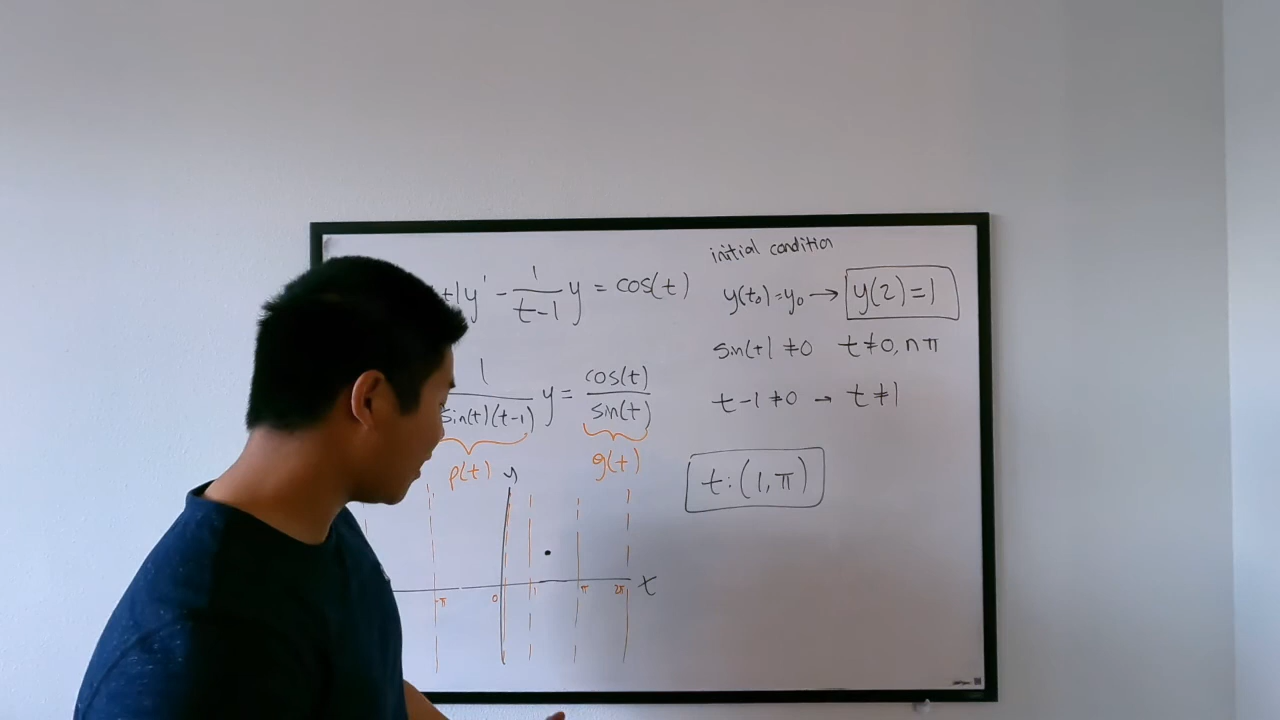 initial condition
t)y' - 1/(t-1) y = cos(t)
y(t₀)=y₀ → y(2)=1
sin(t) ≠0 t≠0, nπ
1/(sin(t)(t-1)) y = cos(t)/sin(t)
t-1≠0 → t≠1
p(t) g(t)
y
t: (1, π)
t
-π 0 1 π 2π